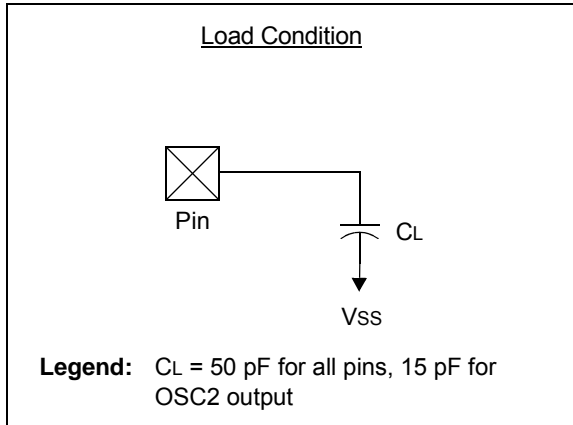 Load Condition
Pin
CL
VSS
Legend: CL = 50 pF for all pins, 15 pF for
OSC2 output